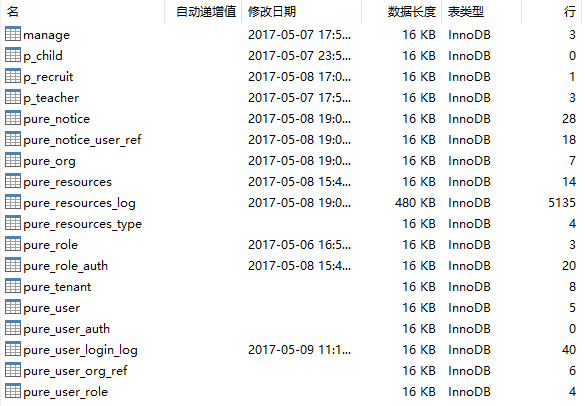 名 自动递增值 修改日期 数据长度 表类型 行
manage 2017-05-07 17:5... 16 KB InnoDB 3
p_child 2017-05-07 23:5... 16 KB InnoDB 0
p_recruit 2017-05-08 17:0... 16 KB InnoDB 1
p_teacher 2017-05-07 17:5... 16 KB InnoDB 3
pure_notice 2017-05-08 19:0... 16 KB InnoDB 28
pure_notice_user_ref 2017-05-08 19:0... 16 KB InnoDB 18
pure_org 2017-05-08 19:0... 16 KB InnoDB 7
pure_resources 2017-05-08 15:4... 16 KB InnoDB 14
pure_resources_log 2017-05-08 19:0... 480 KB InnoDB 5135
pure_resources_type 16 KB InnoDB 4
pure_role 2017-05-06 16:5... 16 KB InnoDB 3
pure_role_auth 2017-05-08 15:4... 16 KB InnoDB 20
pure_tenant 16 KB InnoDB 8
pure_user 16 KB InnoDB 5
pure_user_auth 16 KB InnoDB 0
pure_user_login_log 2017-05-09 11:1... 16 KB InnoDB 40
pure_user_org_ref 16 KB InnoDB 6
pure_user_role 16 KB InnoDB 4